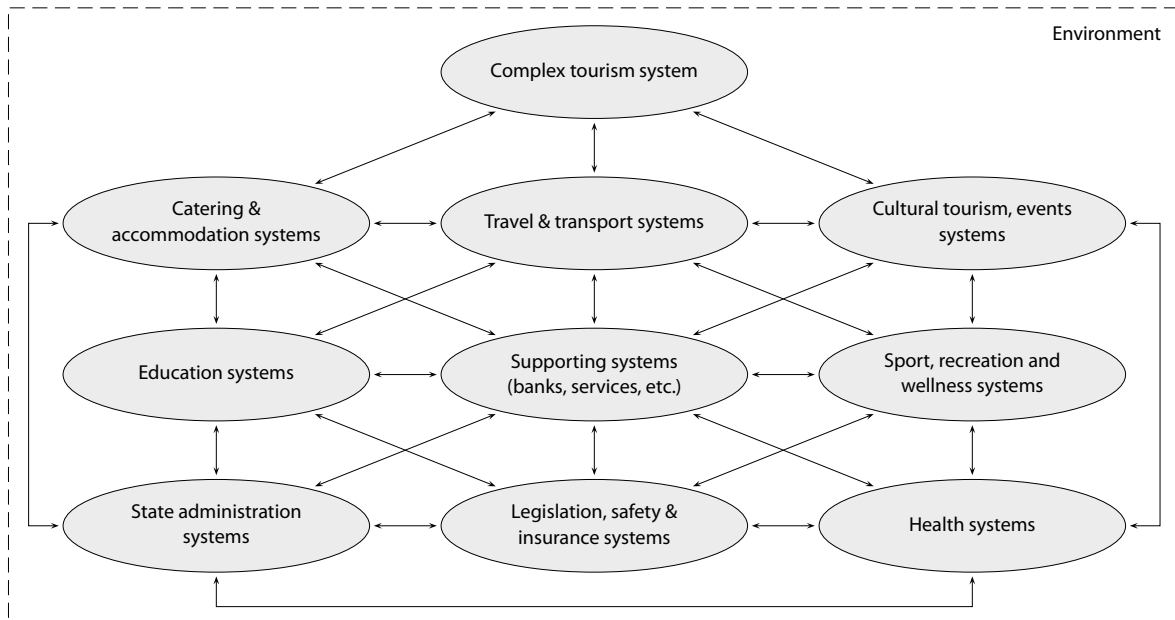 Environment
Complex tourism system
Catering &
accommodation systems
Travel & transport systems
Cultural tourism, events
systems
Education systems
Supporting systems
(banks, services, etc.)
Sport, recreation and
wellness systems
State administration
systems
Legislation, safety &
insurance systems
Health systems